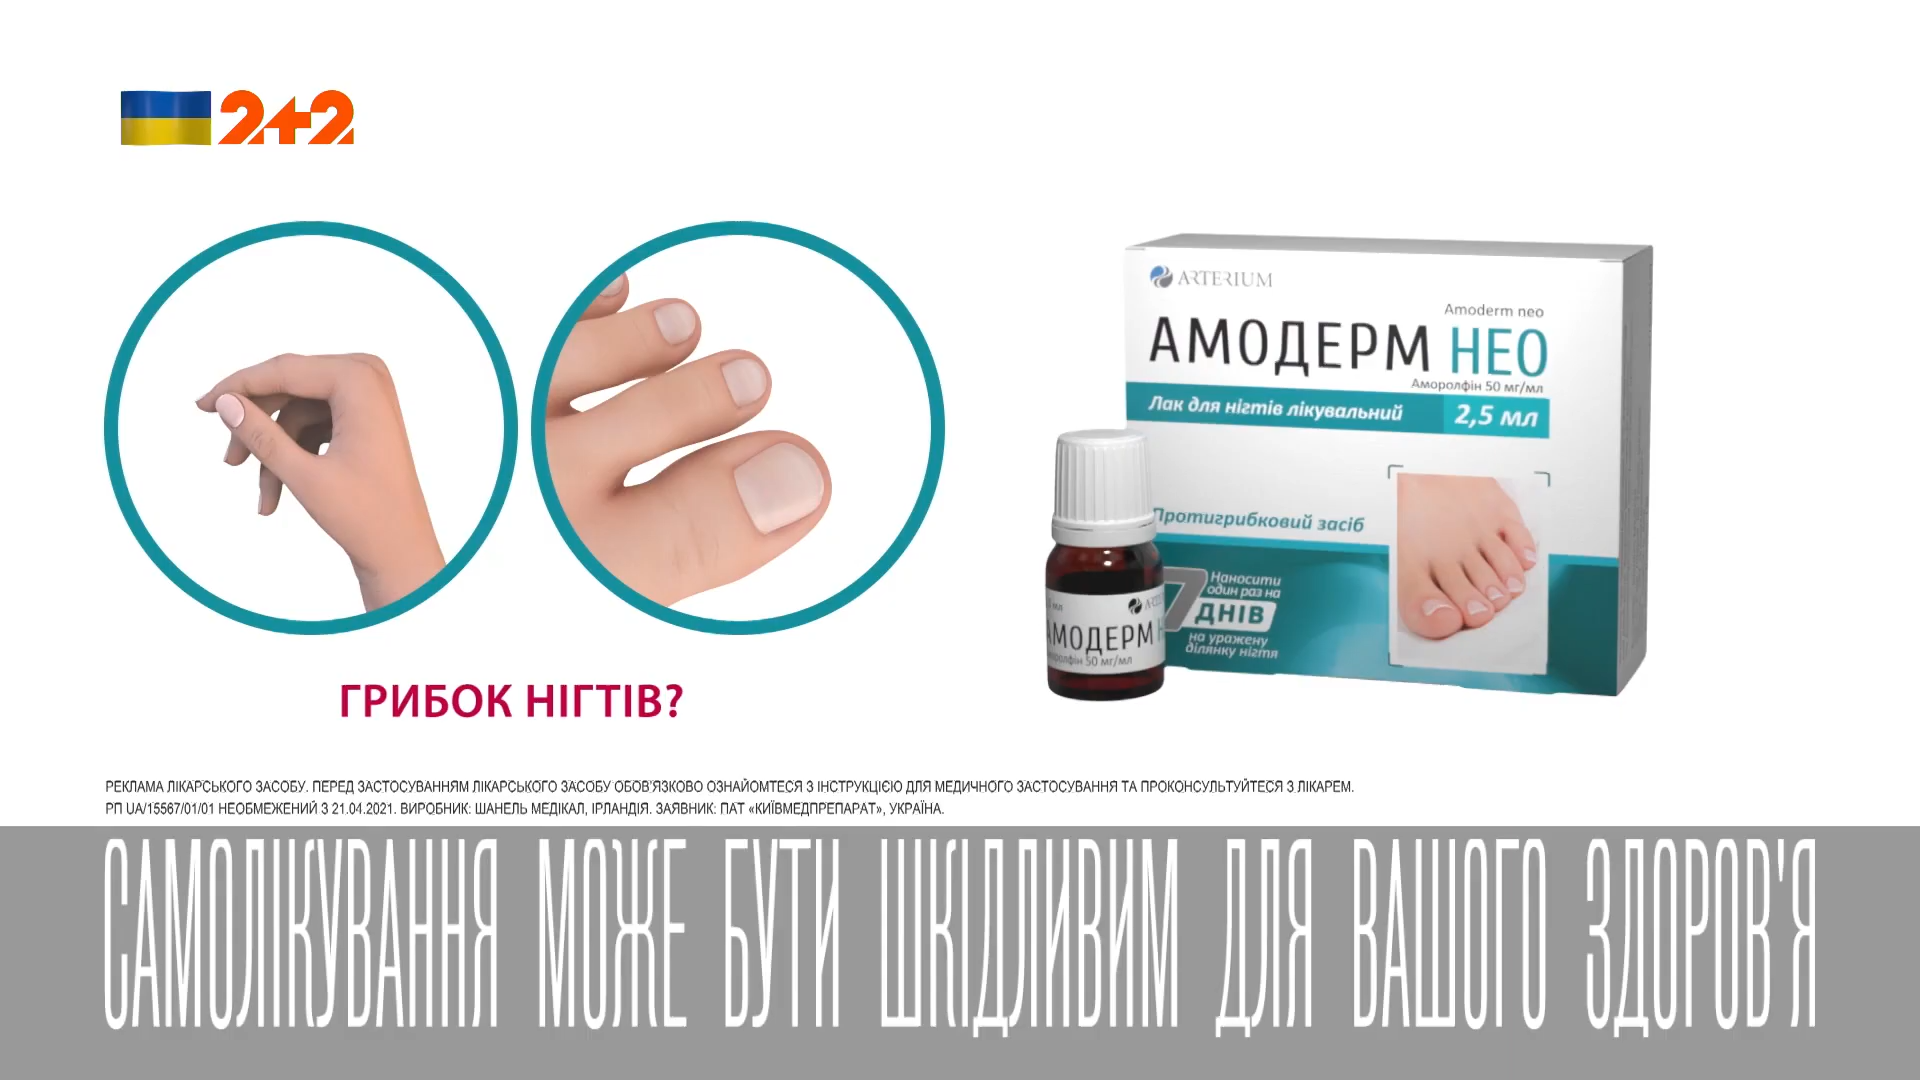 2+2
ARTERIUM
Amoderm neo
АМОДЕРМ НЕО
Аморолфін 50 мг/мл
Лак для нігтів лікувальний 2,5 мл
Протигрибковий засіб
7
Наносити
один раз на
ДНІВ
на уражену
ділянку нігтя
АМОДЕРМ
50 мг/мл
ГРИБОК НІГТІВ?
РЕКЛАМА ЛІКАРСЬКОГО ЗАСОБУ. ПЕРЕД ЗАСТОСУВАННЯМ ЛІКАРСЬКОГО ЗАСОБУ ОБОВ'ЯЗКОВО ОЗНАЙОМТЕСЯ З ІНСТРУКЦІЄЮ ДЛЯ МЕДИЧНОГО ЗАСТОСУВАННЯ ТА ПРОКОНСУЛЬТУЙТЕСЯ З ЛІКАРЕМ.
РП UA/15567/01/01 НЕОБМЕЖЕНИЙ З 21.04.2021. ВИРОБНИК: ШАНЕЛЬ МЕДІКАЛ, ІРЛАНДІЯ. ЗАЯВНИК: ПАТ «КИЇВМЕДПРЕПАРАТ», УКРАЇНА.
САМОЛІКУВАННЯ МОЖЕ БУТИ ШКІДЛИВИМ ДЛЯ ВАШОГО ЗДОРОВ'Я